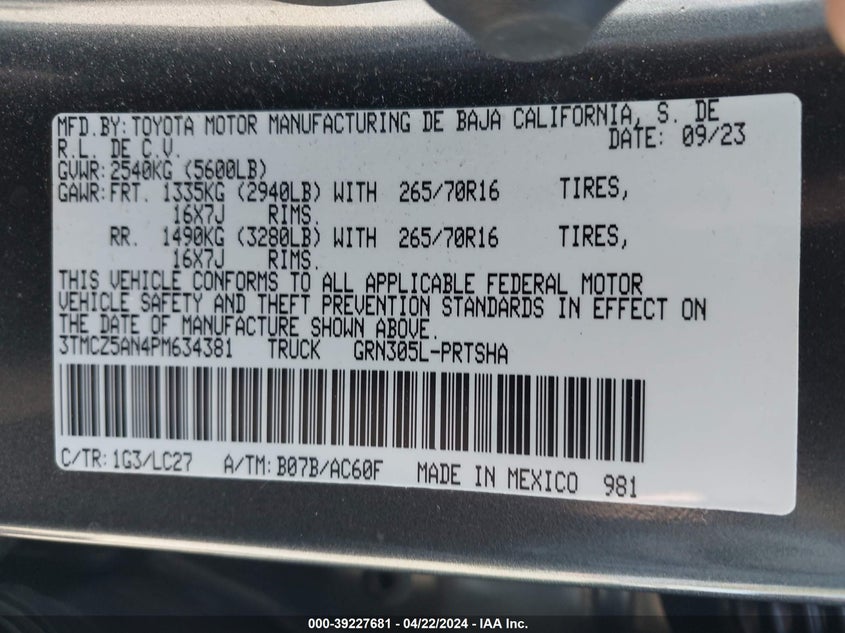 MFD.BY: TOYOTA MOTOR MANUFACTURING DE BAJA CALIFORNIA, S. DE
R.L. DE C.V. DATE: 09/23
GVWR: 2540KG (5600LB)
GAWR: FRT. 1335KG (2940LB) WITH 265/70R16 TIRES,
16X7J RIMS.
RR. 1490KG (3280LB) WITH 265/70R16 TIRES,
16X7J RIMS.
THIS VEHICLE CONFORMS TO ALL APPLICABLE FEDERAL MOTOR
VEHICLE SAFETY AND THEFT PREVENTION STANDARDS IN EFFECT ON
THE DATE OF MANUFACTURE SHOWN ABOVE.
3TMCZ5AN4PM634381 TRUCK GRN305L-PRTSHA
C/TR: 1G3/LC27 A/TM: B07B/AC60F MADE IN MEXICO 981
000-39227681 - 04/22/2024 - IAA Inc.